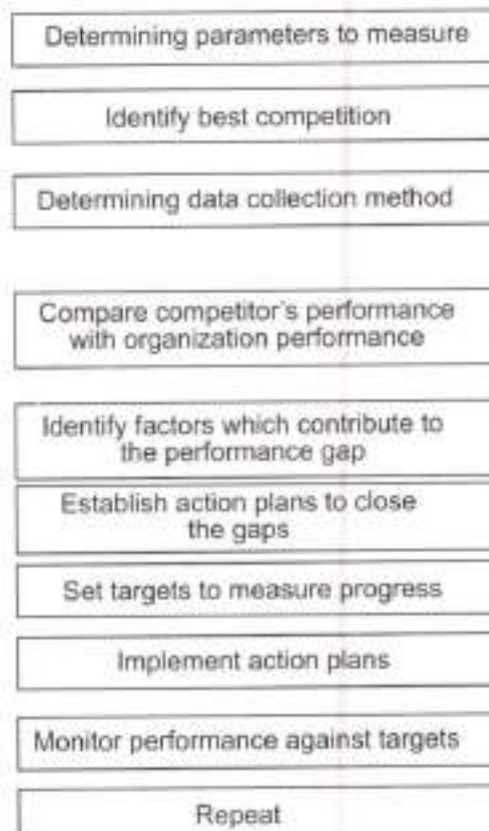 Determining parameters to measure
Identify best competition
Determining data collection method
Compare competitor's performance
with organization performance
Identify factors which contribute to
the performance gap
Establish action plans to close
the gaps
Set targets to measure progress
Implement action plans
Monitor performance against targets
Repeat